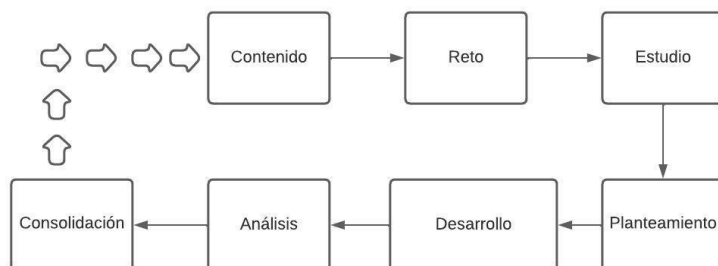 Contenido
Reto
Estudio
Planteamiento
Desarrollo
Análisis
Consolidación